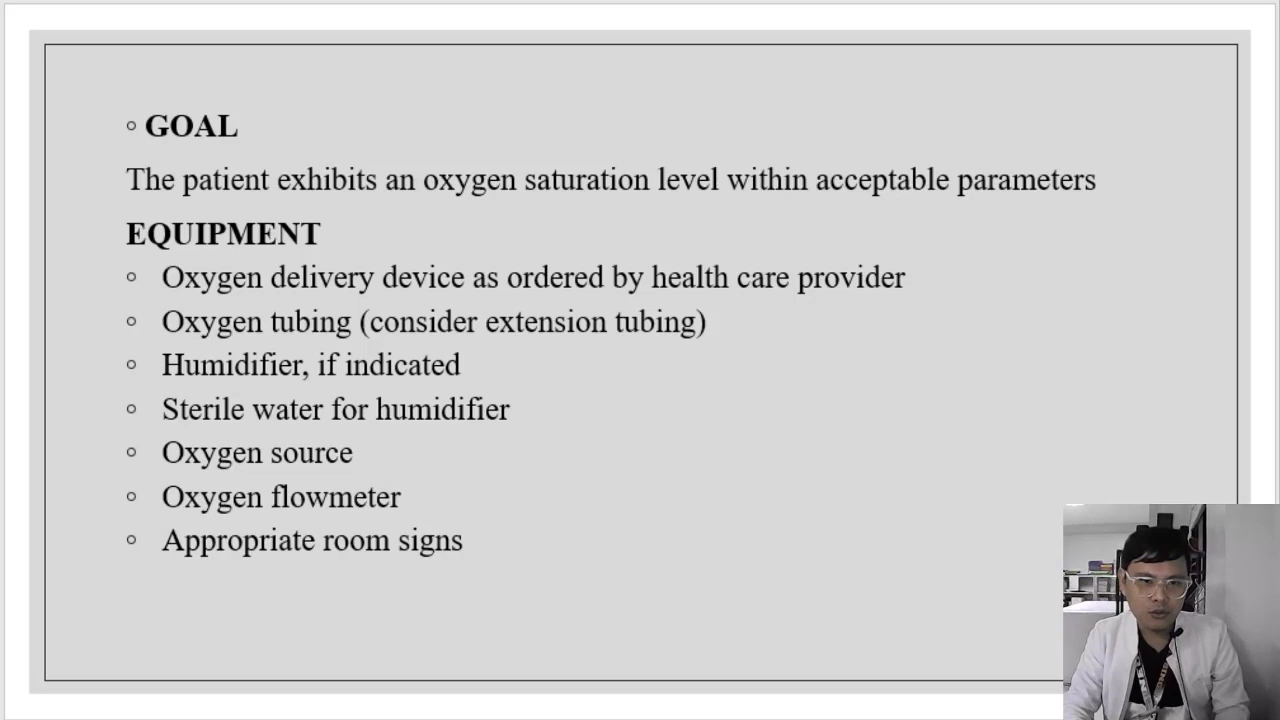 GOAL
The patient exhibits an oxygen saturation level within acceptable parameters
EQUIPMENT
Oxygen delivery device as ordered by health care provider
Oxygen tubing (consider extension tubing)
Humidifier, if indicated
Sterile water for humidifier
Oxygen source
Oxygen flowmeter
Appropriate room signs